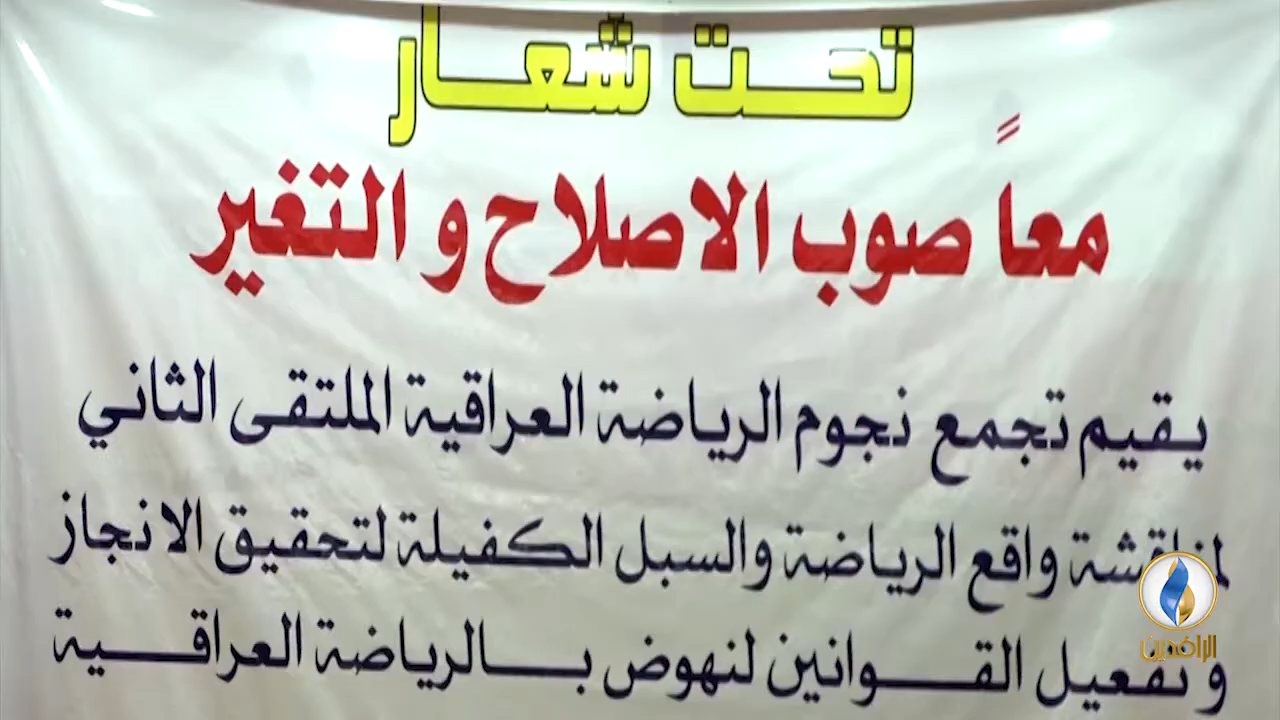 تحت شعار
معاً صوب الاصلاح و التغير
يقيم تجمع نجوم الرياضة العراقية الملتقى الثاني
لمناقشة واقع الرياضة والسبل الكفيلة لتحقيق الانجاز
و تفعيل القوانين لنهوض بالرياضة العراقية
الرافدين